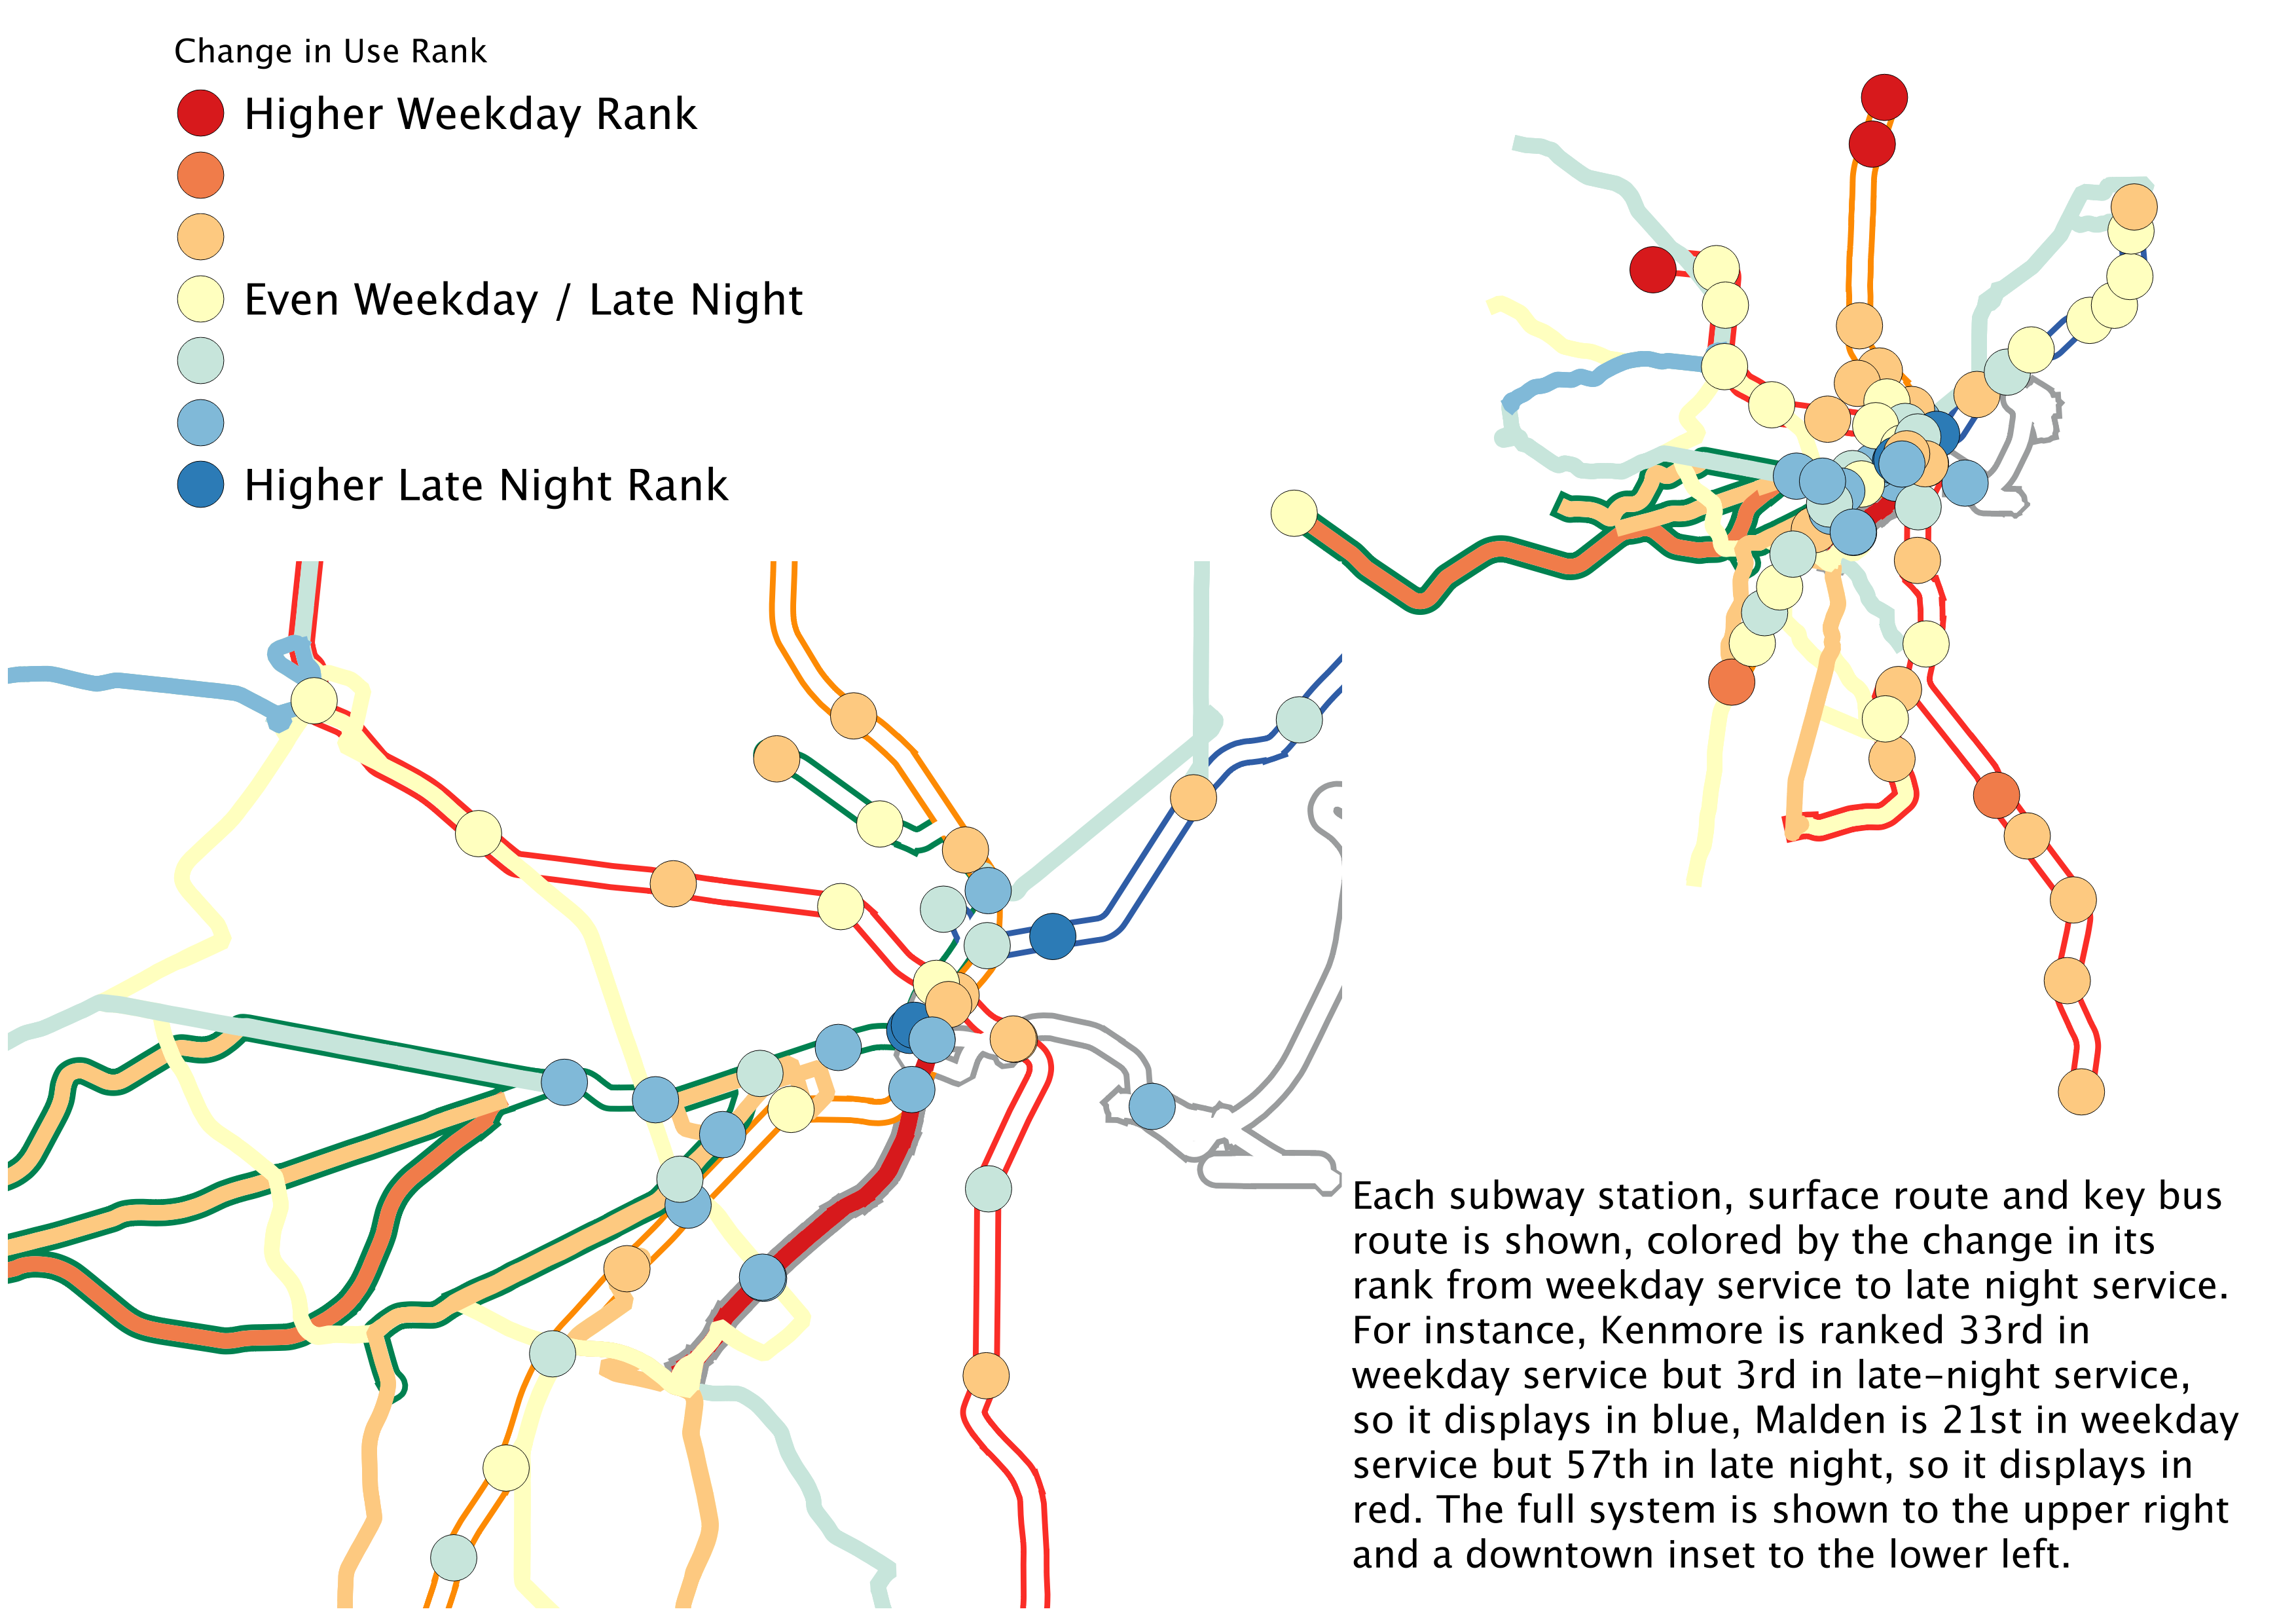 Change in Use Rank
Higher Weekday Rank
Even Weekday / Late Night
Higher Late Night Rank
Each subway station, surface route and key bus
route is shown, colored by the change in its
rank from weekday service to late night service.
For instance, Kenmore is ranked 33rd in
weekday service but 3rd in late-night service,
so it displays in blue, Malden is 21st in weekday
service but 57th in late night, so it displays in
red. The full system is shown to the upper right
and a downtown inset to the lower left.